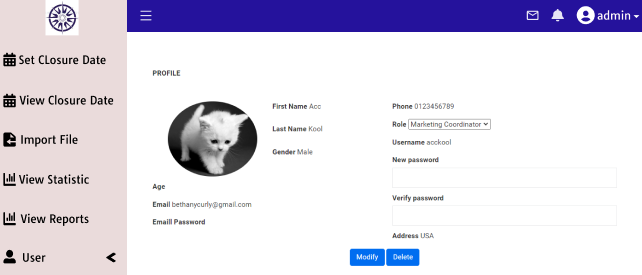 admin
Set CLosure Date
View Closure Date
Import File
View Statistic
View Reports
User
PROFILE
First Name Acc
Last Name Kool
Gender Male
Age
Email bethanycurly@gmail.com
Emaill Password
Phone 0123456789
Role Marketing Coordinator
Username acckool
New password
Verify password
Address USA
Modify Delete